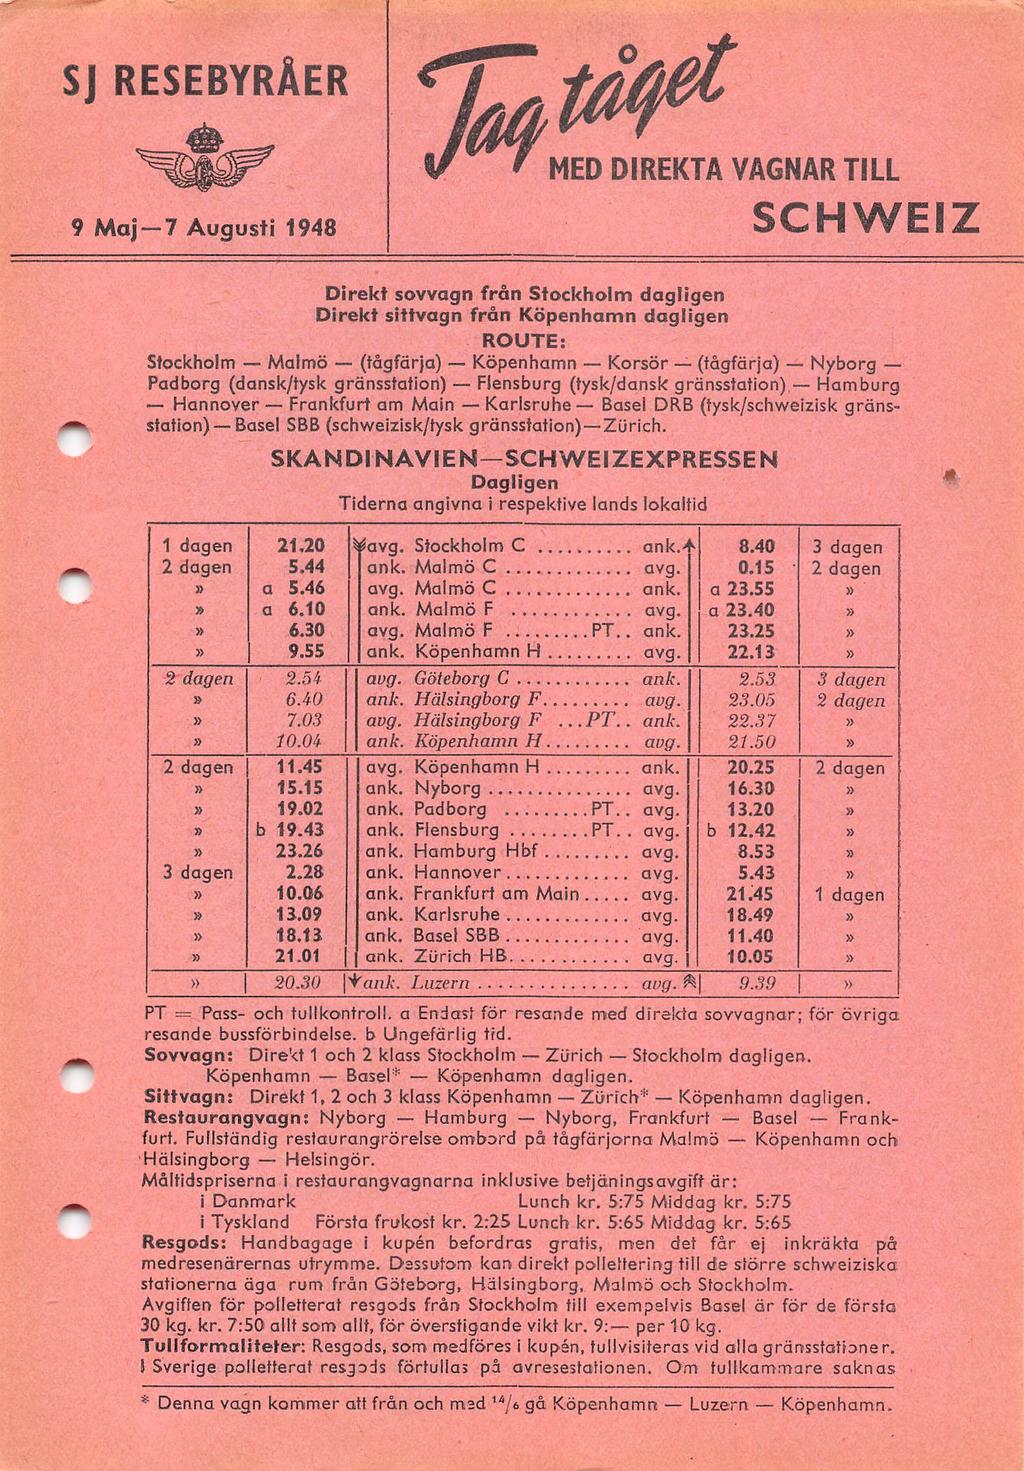 SJ RESEBYRÅER
9 Maj—7 Augusti 1948
Tag tåget
MED DIREKTA VAGNAR TILL
SCHWEIZ
Direkt sovvagn från Stockholm dagligen
Direkt sittvagn från Köpenhamn dagligen
ROUTE:
Stockholm — Malmö — (tågfärja) — Köpenhamn — Korsör — (tågfärja) — Nyborg —
Padborg (dansk/tysk gränsstation) — Flensburg (tysk/dansk gränsstation) — Hamburg
— Hannover — Frankfurt am Main — Karlsruhe — Basel DRB (tysk/schweizisk gräns-
station) — Basel SBB (schweizisk/tysk gränsstation)—Zürich.
SKANDINAVIEN—SCHWEIZEXPRESSEN
Dagligen
Tiderna angivna i respektive lands lokaltid
1 dagen 21.20 avg. Stockholm C .......... ank. 8.40 3 dagen
2 dagen 5.44 ank. Malmö C ............. avg. 0.15 2 dagen
» a 5.46 avg. Malmö C ............. ank. a 23.55 »
» a 6.10 ank. Malmö F ............ avg. a 23.40 »
» 6.30 avg. Malmö F ......... PT.. ank. 23.25 »
» 9.55 ank. Köpenhamn H ......... avg. 22.13 »
2 dagen 2.54 avg. Göteborg C ............ ank. 2.53 3 dagen
» 6.40 ank. Hälsingborg F ......... avg. 23.05 2 dagen
» 7.03 avg. Hälsingborg F ...PT.. ank. 22.37 »
» 10.04 ank. Köpenhamn H ......... avg. 21.50 »
2 dagen 11.45 avg. Köpenhamn H ......... ank. 20.25 2 dagen
» 15.15 ank. Nyborg ............... avg. 16.30 »
» 19.02 ank. Padborg ......... PT.. avg. 13.20 »
» b 19.43 ank. Flensburg ........ PT.. avg. b 12.42 »
» 23.26 ank. Hamburg Hbf ......... avg. 8.53 »
3 dagen 2.28 ank. Hannover ............. avg. 5.43 »
» 10.06 ank. Frankfurt am Main ..... avg. 21.45 1 dagen
» 13.09 ank. Karlsruhe ............. avg. 18.49 »
» 18.13 ank. Basel SBB ............. avg. 11.40 »
» 21.01 ank. Zürich HB ............. avg. 10.05 »
» 20.30 ank. Luzern ................ avg. 9.39 »
PT = Pass- och tullkontroll. a Endast för resande med direkta sovvagnar; för övriga
resande bussförbindelse. b Ungefärlig tid.
Sovvagn: Direkt 1 och 2 klass Stockholm — Zürich — Stockholm dagligen.
Köpenhamn — Basel* — Köpenhamn dagligen.
Sittvagn: Direkt 1, 2 och 3 klass Köpenhamn — Zürich* — Köpenhamn dagligen.
Restaurangvagn: Nyborg — Hamburg — Nyborg, Frankfurt — Basel — Frank-
furt. Fullständig restaurangrörelse ombord på tågfärjorna Malmö — Köpenhamn och
Hälsingborg — Helsingör.
Måltidspriserna i restaurangvagnarna inklusive betjäningsavgift är:
i Danmark Lunch kr. 5:75 Middag kr. 5:75
i Tyskland Första frukost kr. 2:25 Lunch kr. 5:65 Middag kr. 5:65
Resgods: Handbagage i kupén befordras gratis, men det får ej inkräkta på
medresenärernas utrymme. Dessutom kan direkt pollettering till de större schweiziska
stationerna äga rum från Göteborg, Hälsingborg, Malmö och Stockholm.
Avgiften för polletterat resgods från Stockholm till exempelvis Basel är för de första
30 kg. kr. 7:50 allt som allt, för överstigande vikt kr. 9:— per 10 kg.
Tullformaliteter: Resgods, som medföres i kupén, tullvisiteras vid alla gränsstationer.
I Sverige polletterat resgods förtullas på avresestationen. Om tullkammare saknas
* Denna vagn kommer att från och med 14/6 gå Köpenhamn — Luzern — Köpenhamn.